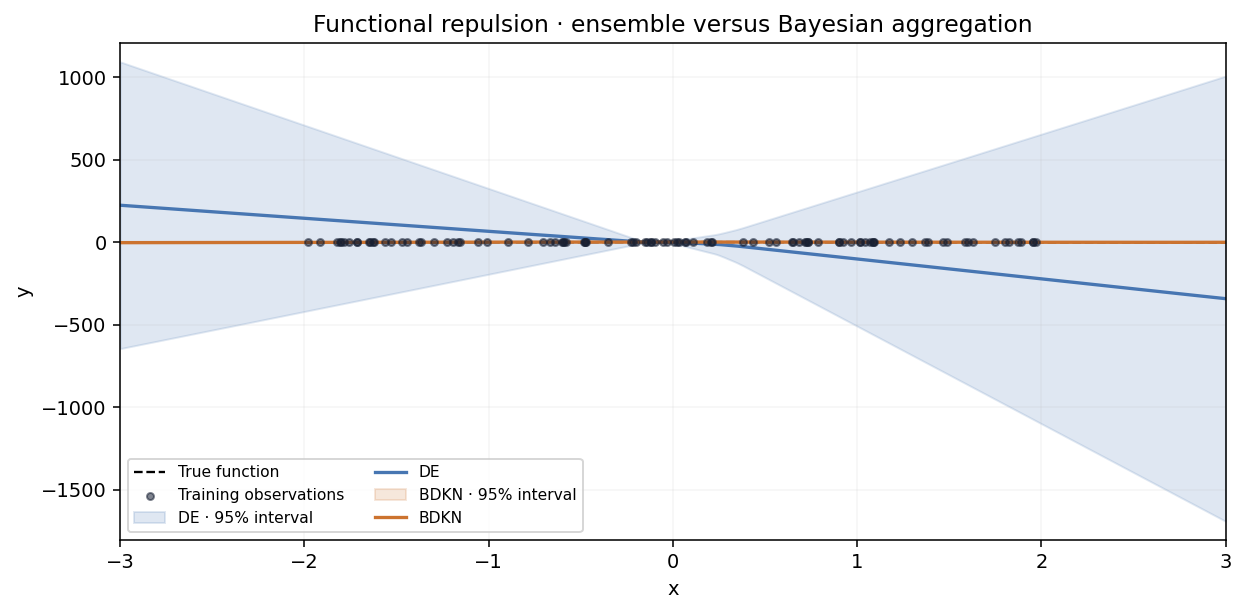 Functional repulsion · ensemble versus Bayesian aggregation
1000
500
0
−500
−1000
−1500
y
True function
Training observations
DE · 95% interval
DE
BDKN · 95% interval
BDKN
−3
−2
−1
0
1
2
3
x